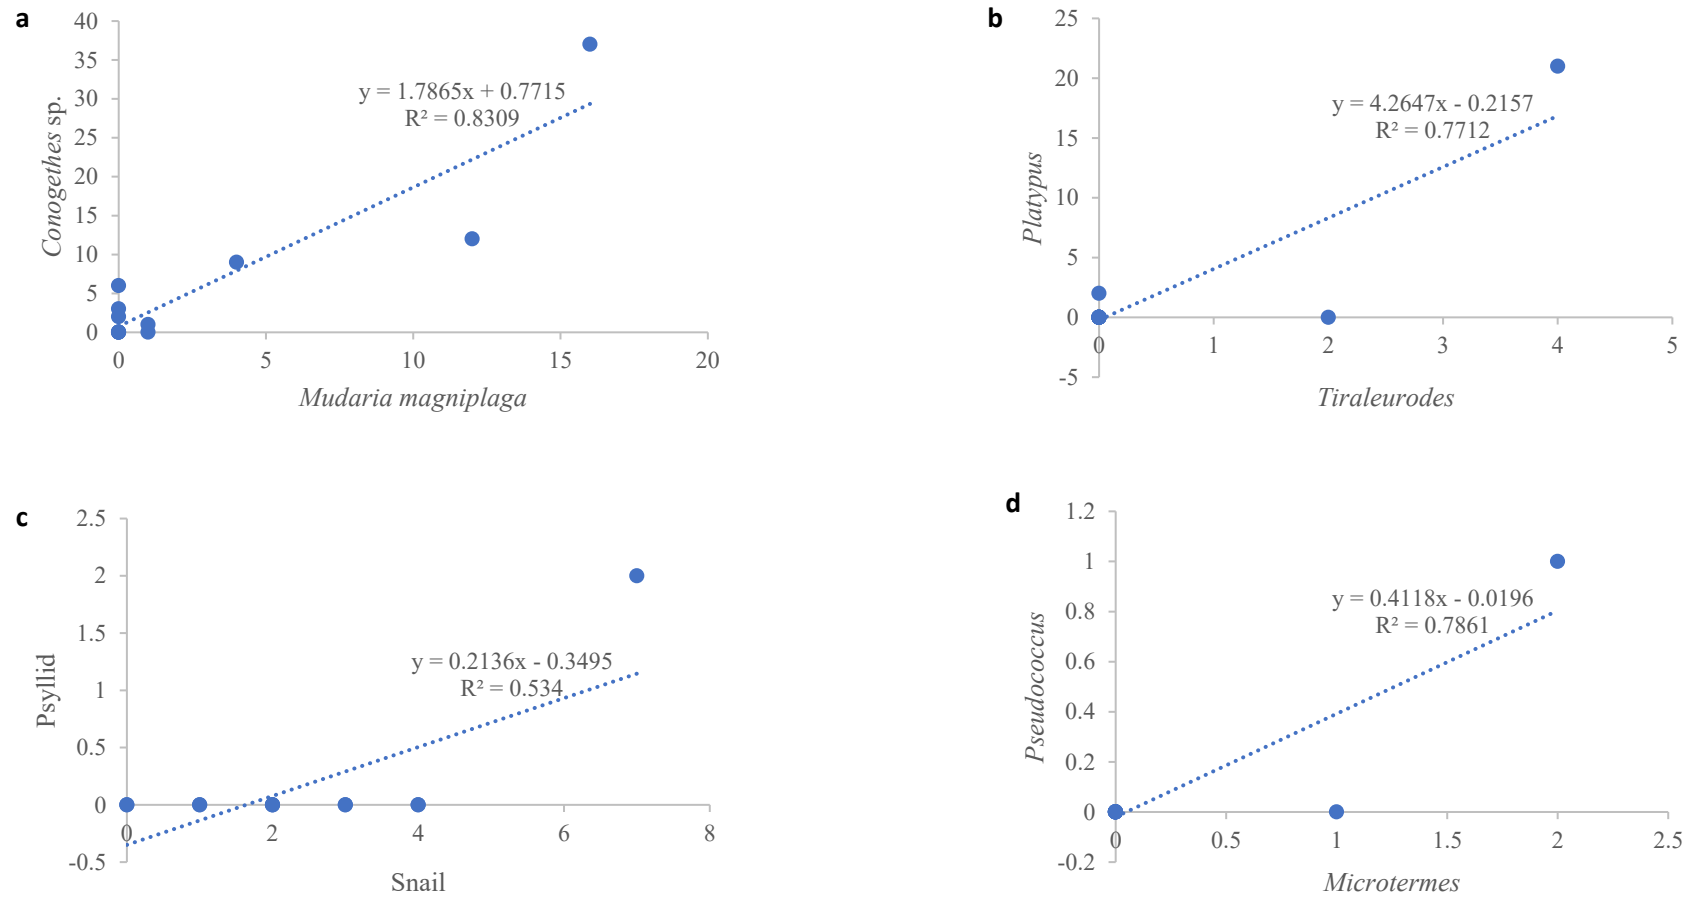 a
40
35
30
25
20
15
10
5
0
Conogethes sp.
y = 1.7865x + 0.7715
R² = 0.8309
0 5 10 15 20
Mudaria magniplaga
b
25
20
15
10
5
0
-5
Platypus
y = 4.2647x - 0.2157
R² = 0.7712
0 1 2 3 4 5
Tiraleurodes
c
2.5
2
1.5
1
0.5
0
-0.5
Psyllid
y = 0.2136x - 0.3495
R² = 0.534
0 2 4 6 8
Snail
d
1.2
1
0.8
0.6
0.4
0.2
0
-0.2
Pseudococcus
y = 0.4118x - 0.0196
R² = 0.7861
0 0.5 1 1.5 2 2.5
Microtermes